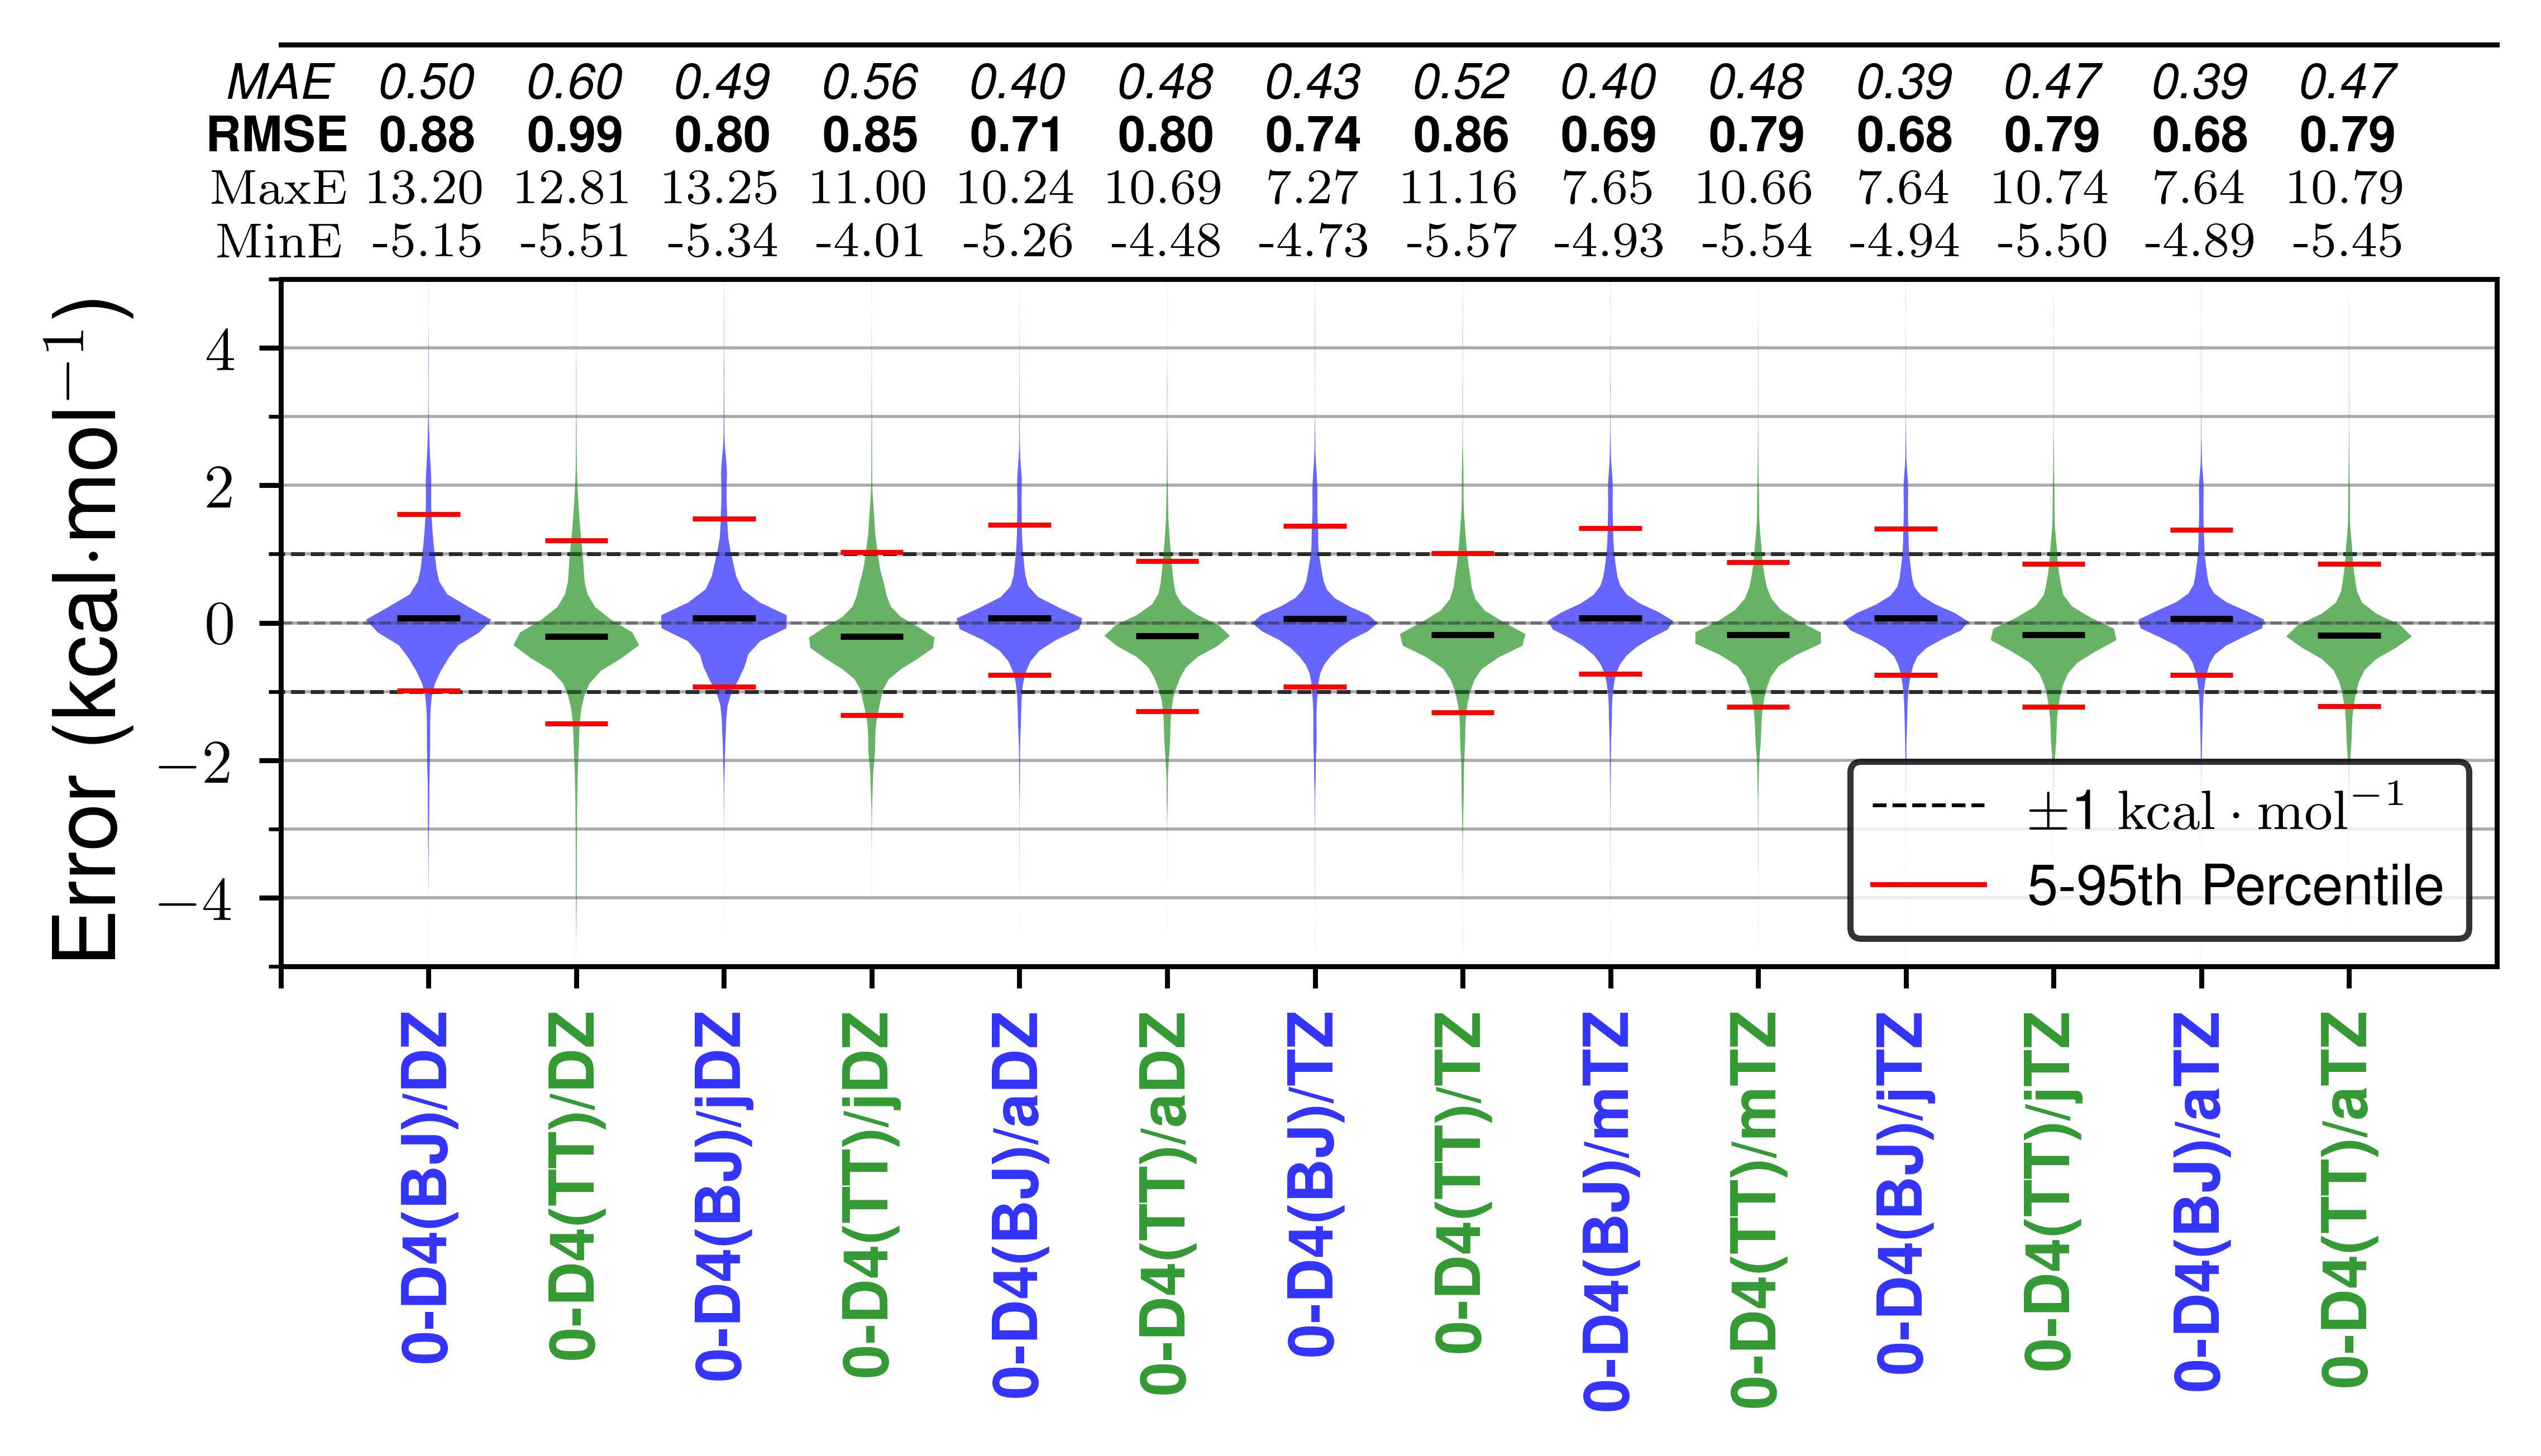 MAE 0.50 0.60 0.49 0.56 0.40 0.48 0.43 0.52 0.40 0.48 0.39 0.47 0.39 0.47
RMSE 0.88 0.99 0.80 0.85 0.71 0.80 0.74 0.86 0.69 0.79 0.68 0.79 0.68 0.79
MaxE 13.20 12.81 13.25 11.00 10.24 10.69 7.27 11.16 7.65 10.66 7.64 10.74 7.64 10.79
MinE -5.15 -5.51 -5.34 -4.01 -5.26 -4.48 -4.73 -5.57 -4.93 -5.54 -4.94 -5.50 -4.89 -5.45
Error (kcal·mol⁻¹)
4
2
0
−2
−4
±1 kcal · mol⁻¹
5-95th Percentile
0-D4(BJ)/DZ
0-D4(TT)/DZ
0-D4(BJ)/jDZ
0-D4(TT)/jDZ
0-D4(BJ)/aDZ
0-D4(TT)/aDZ
0-D4(BJ)/TZ
0-D4(TT)/TZ
0-D4(BJ)/mTZ
0-D4(TT)/mTZ
0-D4(BJ)/jTZ
0-D4(TT)/jTZ
0-D4(BJ)/aTZ
0-D4(TT)/aTZ